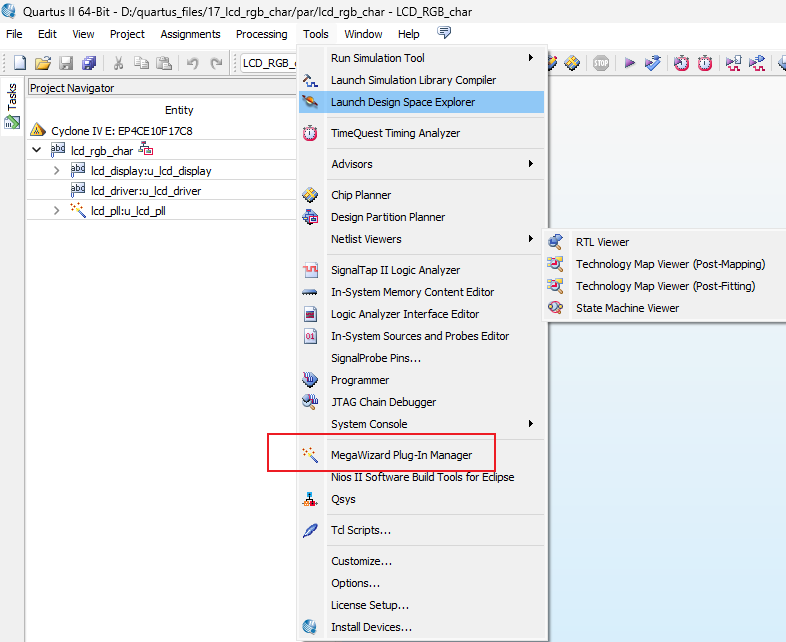 Quartus II 64-Bit - D:/quartus_files/17_lcd_rgb_char/par/lcd_rgb_char - LCD_RGB_char
File Edit View Project Assignments Processing Tools Window Help
LCD_RGB_
STOP
Tasks
Project Navigator
Entity
Cyclone IV E: EP4CE10F17C8
abd lcd_rgb_char
abd lcd_display:u_lcd_display
abd lcd_driver:u_lcd_driver
lcd_pll:u_lcd_pll
Run Simulation Tool
Launch Simulation Library Compiler
Launch Design Space Explorer
TimeQuest Timing Analyzer
Advisors
Chip Planner
Design Partition Planner
Netlist Viewers
RTL Viewer
Technology Map Viewer (Post-Mapping)
Technology Map Viewer (Post-Fitting)
State Machine Viewer
SignalTap II Logic Analyzer
In-System Memory Content Editor
Logic Analyzer Interface Editor
In-System Sources and Probes Editor
SignalProbe Pins...
Programmer
JTAG Chain Debugger
System Console
MegaWizard Plug-In Manager
Nios II Software Build Tools for Eclipse
Qsys
Tcl Scripts...
Customize...
Options...
License Setup...
Install Devices...